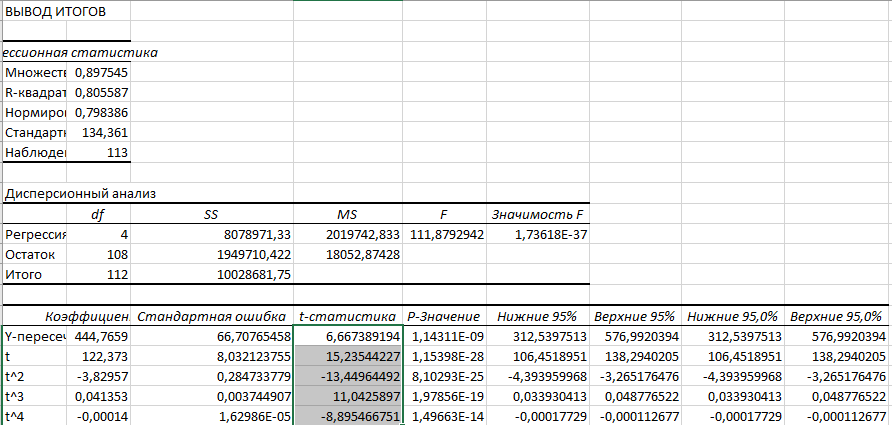 ВЫВОД ИТОГОВ
ессионная статистика
Множеств 0,897545
R-квадрат 0,805587
Нормиров 0,798386
Стандартн 134,361
Наблюден 113
Дисперсионный анализ
df SS MS F Значимость F
Регрессия 4 8078971,33 2019742,833 111,8792942 1,73618E-37
Остаток 108 1949710,422 18052,87428
Итого 112 10028681,75
Коэффициен Стандартная ошибка t-статистика P-Значение Нижние 95% Верхние 95% Нижние 95,0% Верхние 95,0%
Y-пересеч 444,7659 66,70765458 6,667389194 1,14311E-09 312,5397513 576,9920394 312,5397513 576,9920394
t 122,373 8,032123755 15,23544227 1,15398E-28 106,4518951 138,2940205 106,4518951 138,2940205
t^2 -3,82957 0,284733779 -13,44964492 8,10293E-25 -4,393959968 -3,265176476 -4,393959968 -3,265176476
t^3 0,041353 0,003744907 11,0425897 1,97856E-19 0,033930413 0,048776522 0,033930413 0,048776522
t^4 -0,00014 1,62986E-05 -8,895466751 1,49663E-14 -0,00017729 -0,000112677 -0,00017729 -0,000112677